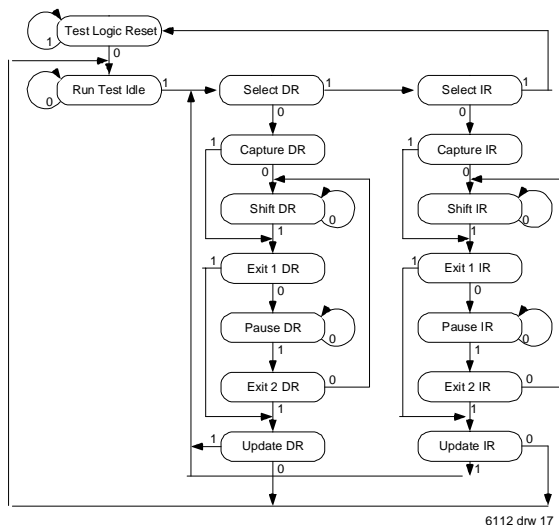 Test Logic Reset
1
0
Run Test Idle
0
1
Select DR
1
Select IR
1
0
0
Capture DR
1
0
Capture IR
1
0
Shift DR
0
1
Shift IR
0
1
Exit 1 DR
1
0
Exit 1 IR
1
0
Pause DR
0
1
Pause IR
0
1
Exit 2 DR
0
1
Exit 2 IR
0
1
Update DR
1
0
Update IR
0
1
6112 drw 17